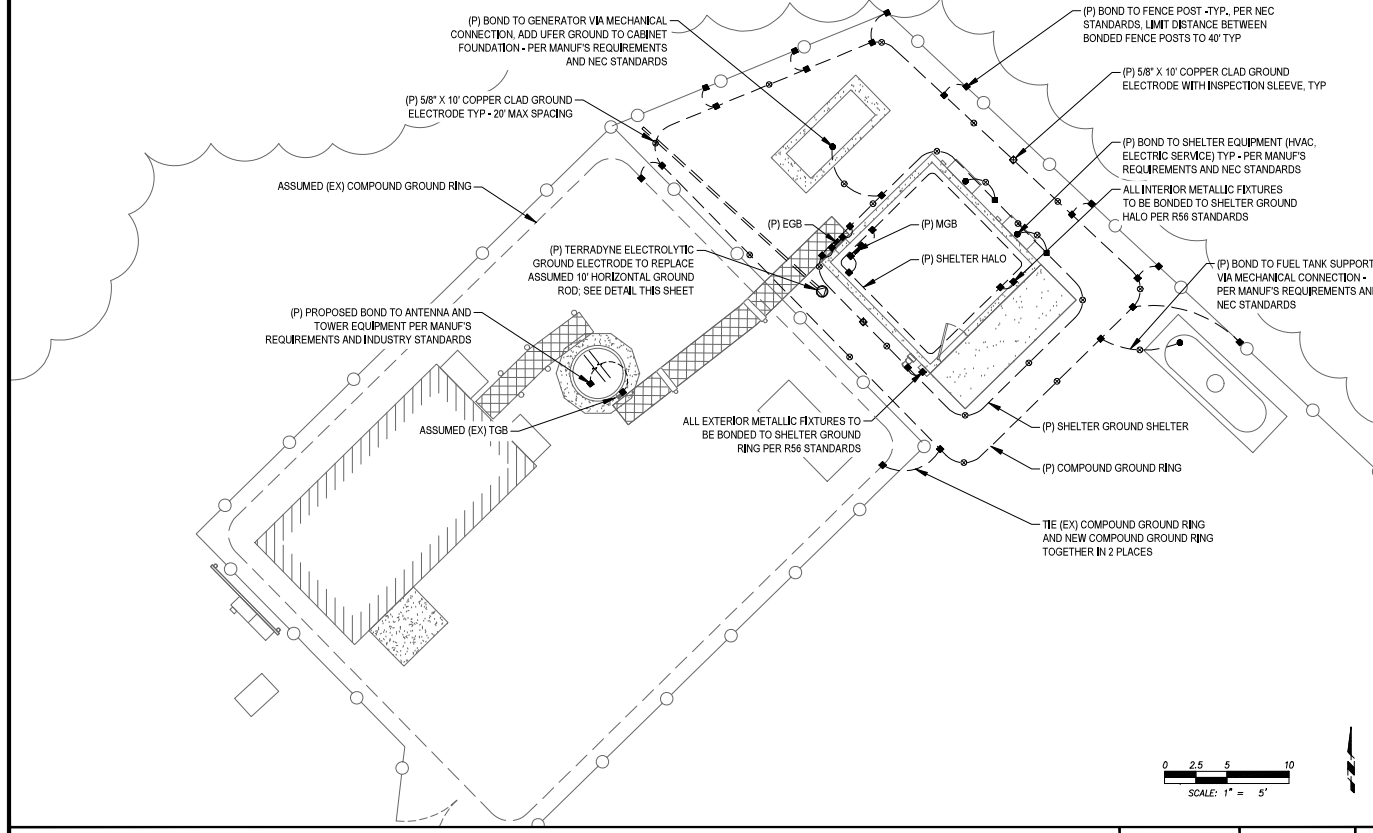 (P) BOND TO GENERATOR VIA MECHANICAL
CONNECTION, ADD UFER GROUND TO CABINET
FOUNDATION - PER MANUF'S REQUIREMENTS
AND NEC STANDARDS
(P) BOND TO FENCE POST -TYP., PER NEC
STANDARDS, LIMIT DISTANCE BETWEEN
BONDED FENCE POSTS TO 40' TYP
(P) 5/8" X 10' COPPER CLAD GROUND
ELECTRODE WITH INSPECTION SLEEVE, TYP
(P) 5/8" X 10' COPPER CLAD GROUND
ELECTRODE TYP - 20' MAX SPACING
(P) BOND TO SHELTER EQUIPMENT (HVAC,
ELECTRIC SERVICE) TYP - PER MANUF'S
REQUIREMENTS AND NEC STANDARDS
ASSUMED (EX) COMPOUND GROUND RING
ALL INTERIOR METALLIC FIXTURES
TO BE BONDED TO SHELTER GROUND
HALO PER R56 STANDARDS
(P) EGB
(P) MGB
(P) SHELTER HALO
(P) TERRADYNE ELECTROLYTIC
GROUND ELECTRODE TO REPLACE
ASSUMED 10' HORIZONTAL GROUND
ROD; SEE DETAIL THIS SHEET
(P) BOND TO FUEL TANK SUPPORT
VIA MECHANICAL CONNECTION -
PER MANUF'S REQUIREMENTS AN
NEC STANDARDS
(P) PROPOSED BOND TO ANTENNA AND
TOWER EQUIPMENT PER MANUF'S
REQUIREMENTS AND INDUSTRY STANDARDS
ASSUMED (EX) TGB
ALL EXTERIOR METALLIC FIXTURES TO
BE BONDED TO SHELTER GROUND
RING PER R56 STANDARDS
(P) SHELTER GROUND SHELTER
(P) COMPOUND GROUND RING
TIE (EX) COMPOUND GROUND RING
AND NEW COMPOUND GROUND RING
TOGETHER IN 2 PLACES
0 2.5 5 10
SCALE: 1" = 5'